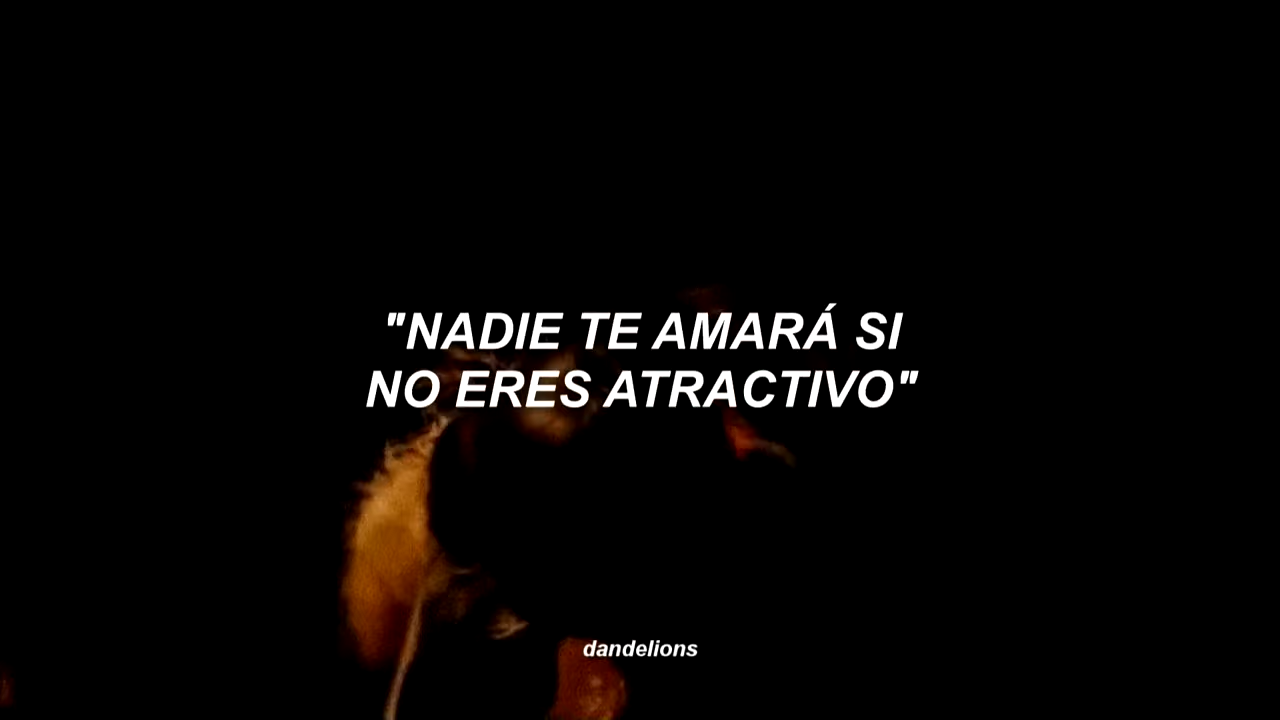 "NADIE TE AMARÁ SI
NO ERES ATRACTIVO"
dandelions